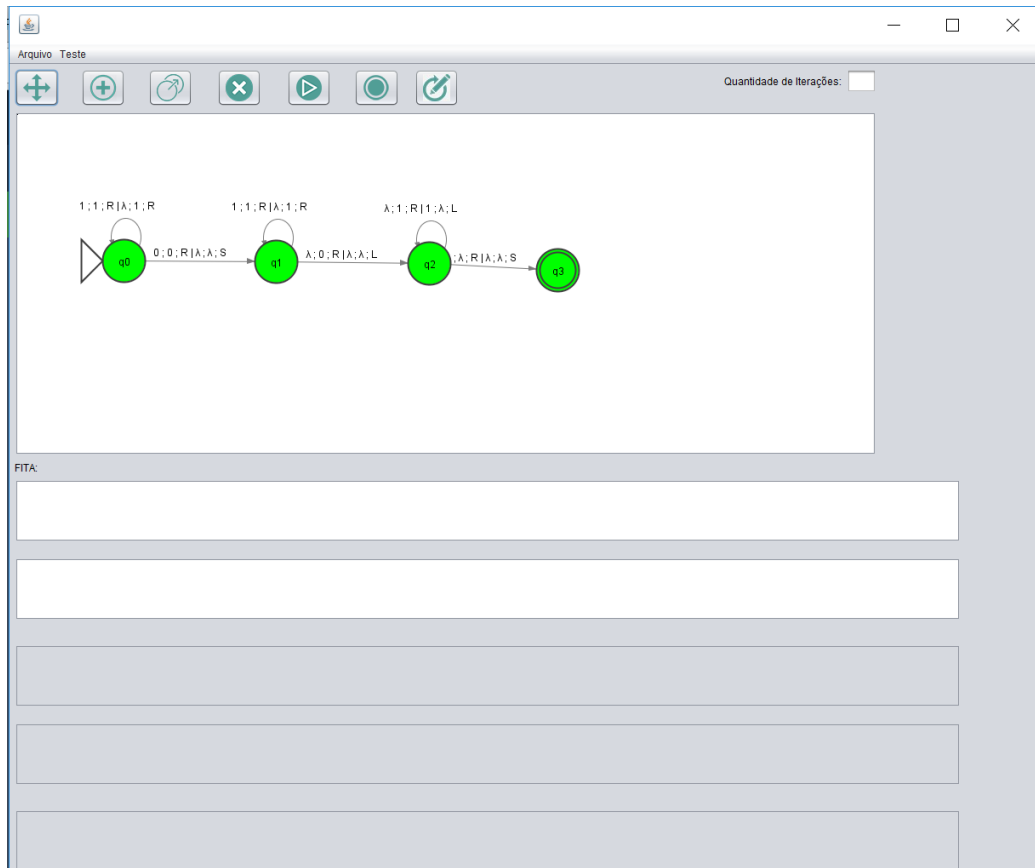 Arquivo Teste
Quantidade de Iterações:
1;1;R|λ;1;R
1;1;R|λ;1;R
λ;1;R|1;λ;L
q0
0;0;R|λ;λ;S
q1
λ;0;R|λ;λ;L
q2
;λ;R|λ;λ;S
q3
FITA: